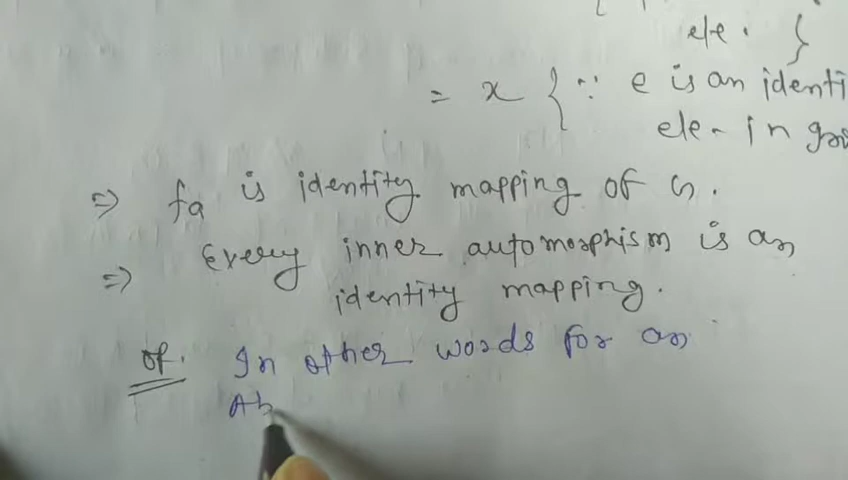 ele. }
= x { ∵ e is an identi
ele. in gro
=> fa is identity mapping of G.
=> Every inner automorphism is an
identity mapping.
or. In other words for an
Ab